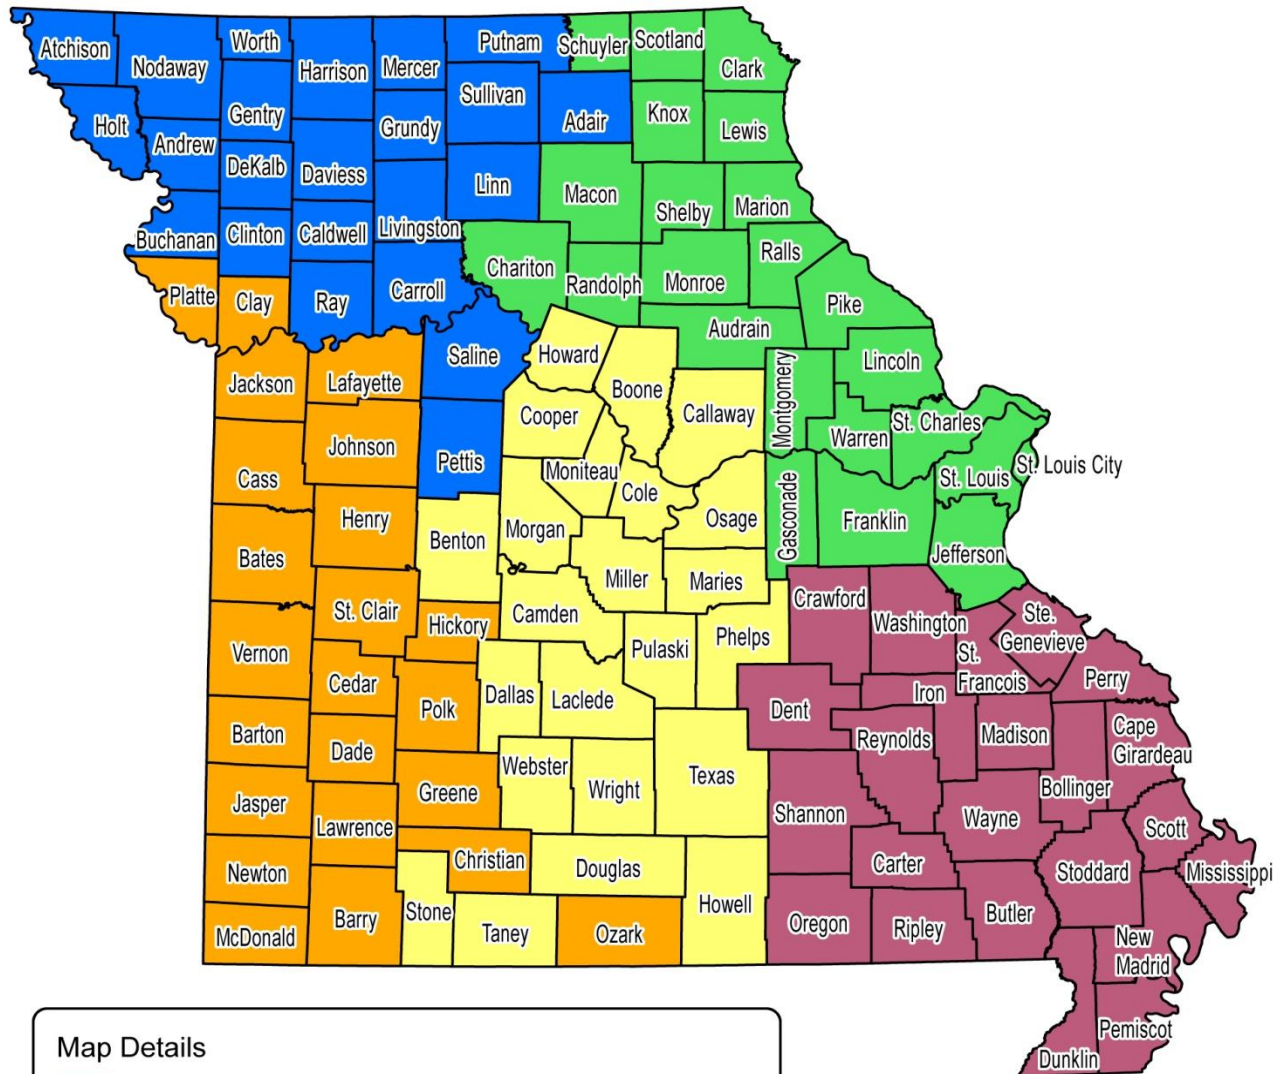 Atchison
Nodaway
Worth
Harrison
Mercer
Putnam
Schuyler
Scotland
Clark
Holt
Andrew
Gentry
DeKalb
Daviess
Grundy
Sullivan
Adair
Knox
Lewis
Buchanan
Clinton
Caldwell
Livingston
Linn
Macon
Shelby
Marion
Platte
Clay
Ray
Carroll
Chariton
Randolph
Monroe
Ralls
Pike
Audrain
Jackson
Lafayette
Saline
Howard
Boone
Callaway
Montgomery
Lincoln
Warren
St. Charles
St. Louis
St. Louis City
Cass
Johnson
Pettis
Cooper
Moniteau
Cole
Osage
Gasconade
Franklin
Jefferson
Bates
Henry
Benton
Morgan
Miller
Maries
Camden
Vernon
St. Clair
Hickory
Pulaski
Phelps
Crawford
Washington
St.
Francois
Ste.
Genevieve
Perry
Cedar
Polk
Dallas
Laclede
Dent
Iron
Reynolds
Madison
Cape
Girardeau
Bollinger
Barton
Dade
Webster
Wright
Texas
Jasper
Greene
Lawrence
Christian
Douglas
Shannon
Carter
Wayne
Scott
Stoddard
Mississippi
Newton
McDonald
Barry
Stone
Taney
Ozark
Howell
Oregon
Ripley
Butler
New
Madrid
Pemiscot
Dunklin
Map Details